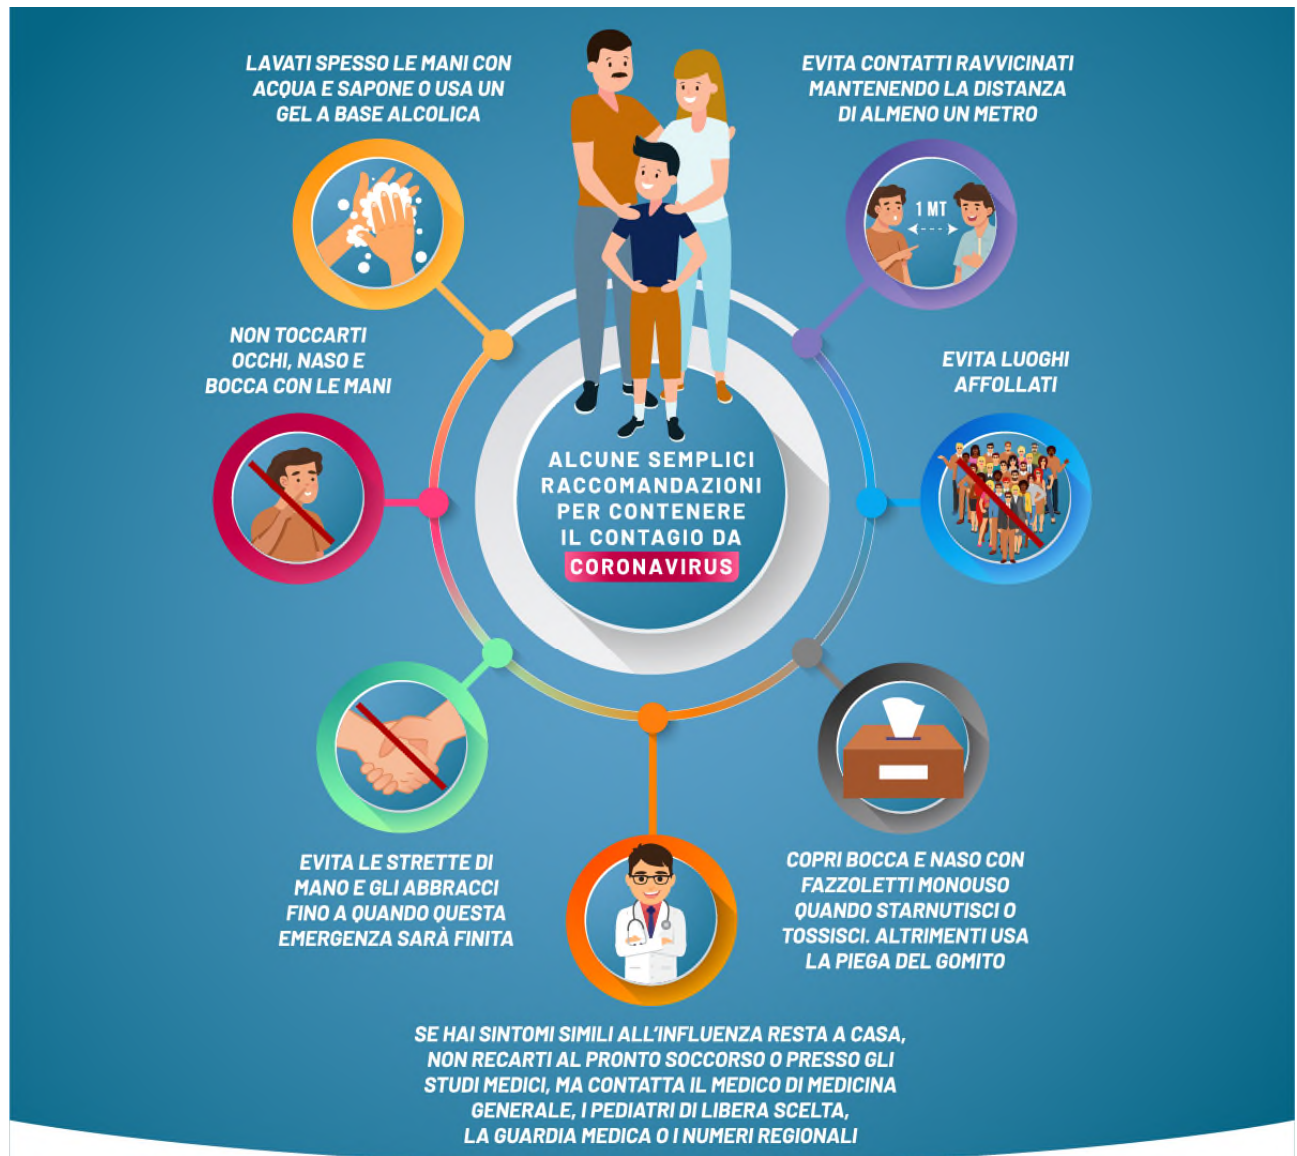 LAVATI SPESSO LE MANI CON
ACQUA E SAPONE O USA UN
GEL A BASE ALCOLICA
EVITA CONTATTI RAVVICINATI
MANTENENDO LA DISTANZA
DI ALMENO UN METRO
1 MT
NON TOCCARTI
OCCHI, NASO E
BOCCA CON LE MANI
EVITA LUOGHI
AFFOLLATI
ALCUNE SEMPLICI
RACCOMANDAZIONI
PER CONTENERE
IL CONTAGIO DA
CORONAVIRUS
EVITA LE STRETTE DI
MANO E GLI ABBRACCI
FINO A QUANDO QUESTA
EMERGENZA SARÀ FINITA
COPRI BOCCA E NASO CON
FAZZOLETTI MONOUSO
QUANDO STARNUTISCI O
TOSSISCI. ALTRIMENTI USA
LA PIEGA DEL GOMITO
SE HAI SINTOMI SIMILI ALL'INFLUENZA RESTA A CASA,
NON RECARTI AL PRONTO SOCCORSO O PRESSO GLI
STUDI MEDICI, MA CONTATTA IL MEDICO DI MEDICINA
GENERALE, I PEDIATRI DI LIBERA SCELTA,
LA GUARDIA MEDICA O I NUMERI REGIONALI